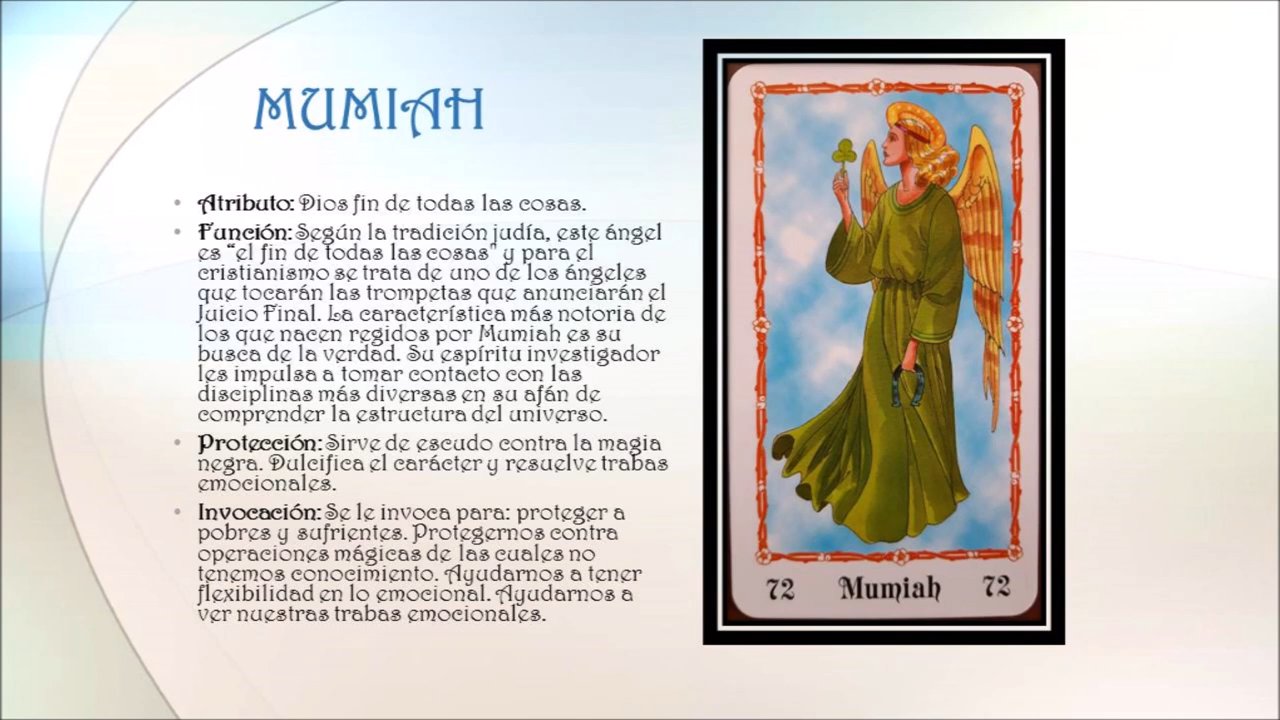 MUMIAH
• Atributo: Dios fin de todas las cosas.
• Función: Según la tradición judía, este ángel
es “el fin de todas las cosas" y para el
cristianismo se trata de uno de los ángeles
que tocarán las trompetas que anunciarán el
Juicio Final. La característica más notoria de
los que nacen regidos por Mumiah es su
busca de la verdad. Su espíritu investigador
les impulsa a tomar contacto con las
disciplinas más diversas en su afán de
comprender la estructura del universo.
• Protección: Sirve de escudo contra la magia
negra. Dulcifica el carácter y resuelve trabas
emocionales.
• Invocación: Se le invoca para: proteger a
pobres y sufrientes. Protegernos contra
operaciones mágicas de las cuales no
tenemos conocimiento. Ayudarnos a tener
flexibilidad en lo emocional. Ayudarnos a
ver nuestras trabas emocionales.
72 Mumiah 72